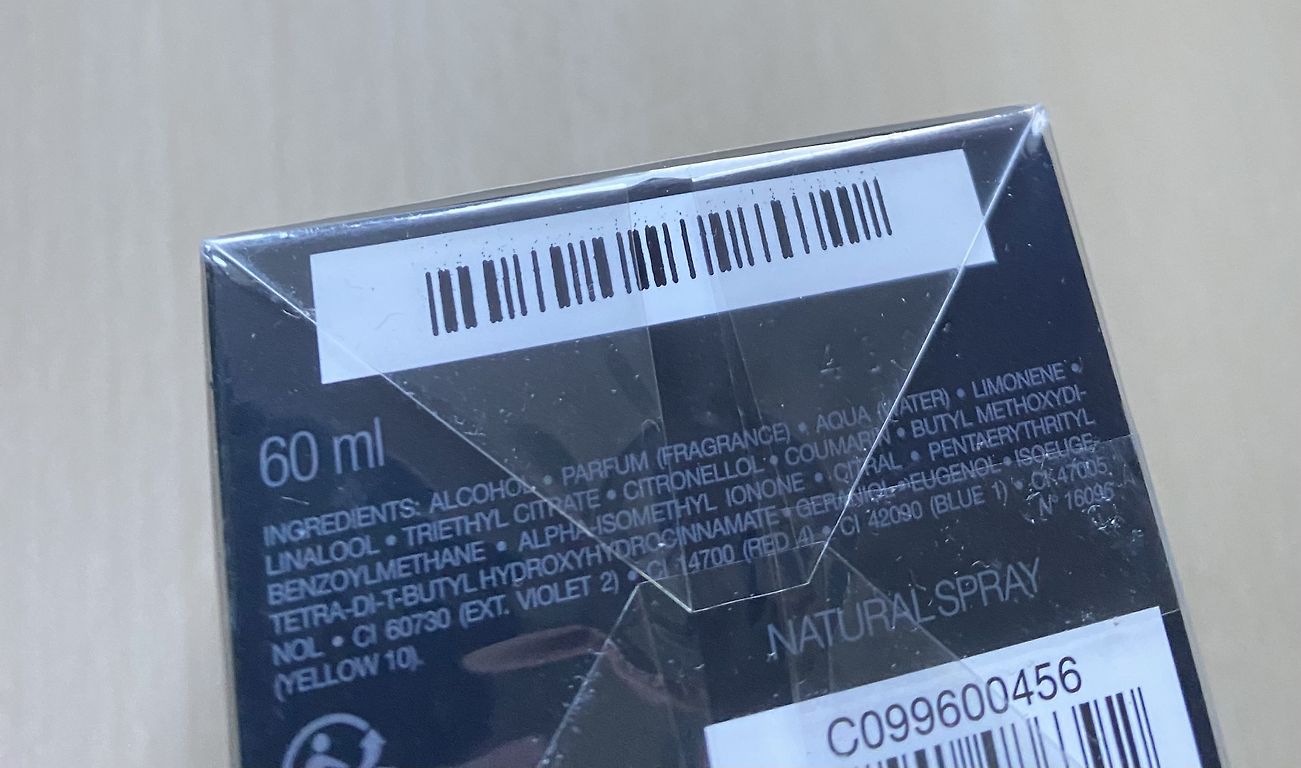 60 ml
INGREDIENTS: ALCOHOL • PARFUM (FRAGRANCE) • AQUA (WATER) • LIMONENE •
LINALOOL • TRIETHYL CITRATE • CITRONELLOL • COUMARIN • BUTYL METHOXYDI-
BENZOYLMETHANE • ALPHA-ISOMETHYL IONONE • CITRAL • PENTAERYTHRITYL
TETRA-DI-T-BUTYL HYDROXYHYDROCINNAMATE • GERANIOL • EUGENOL • ISOEUGE-
NOL • CI 60730 (EXT. VIOLET 2) • CI 14700 (RED 4) • CI 42090 (BLUE 1) • CI 47005
(YELLOW 10). N° 16095
NATURAL SPRAY
C099600456